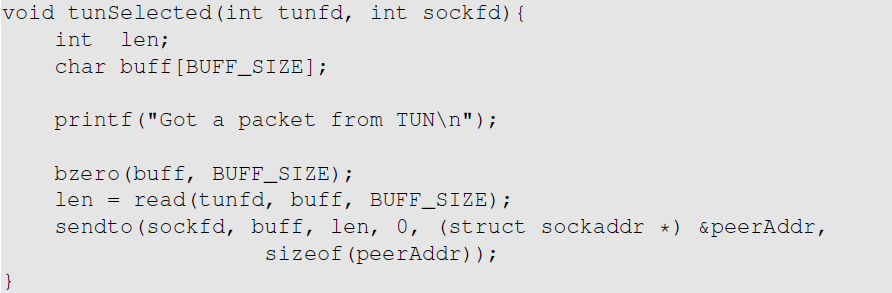 void tunSelected(int tunfd, int sockfd){
    int  len;
    char buff[BUFF_SIZE];

    printf("Got a packet from TUN\n");

    bzero(buff, BUFF_SIZE);
    len = read(tunfd, buff, BUFF_SIZE);
    sendto(sockfd, buff, len, 0, (struct sockaddr *) &peerAddr,
                    sizeof(peerAddr));
}